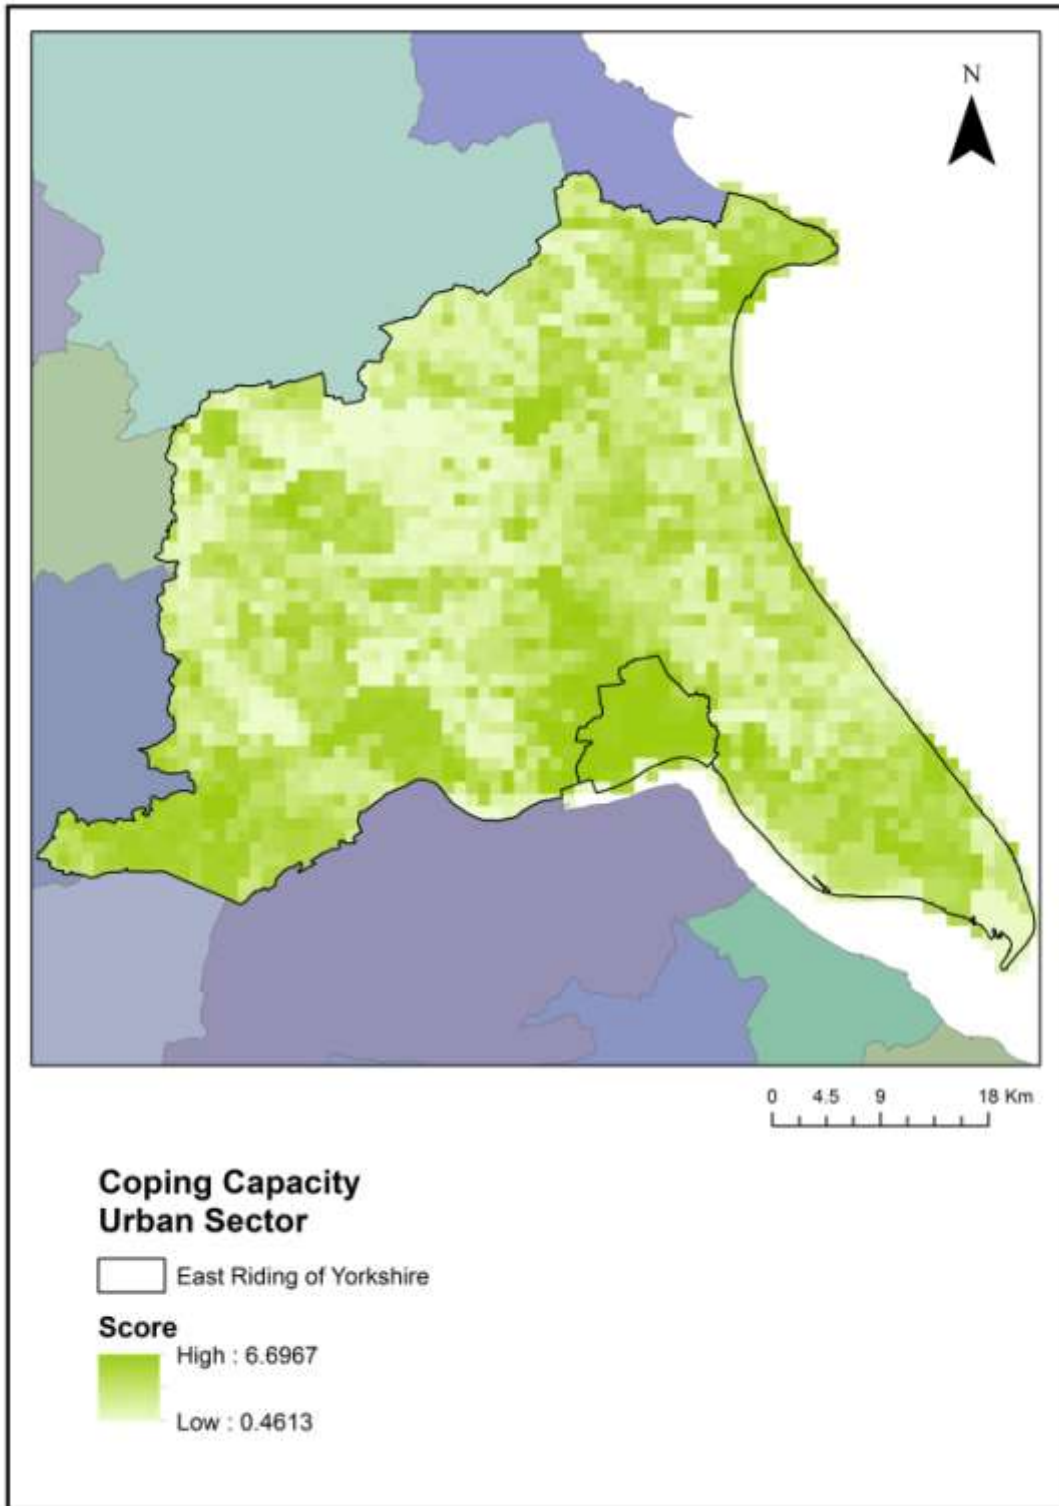 N
0 4.5 9 18 Km
Coping Capacity
Urban Sector
East Riding of Yorkshire
Score
High : 6.6967
Low : 0.4613